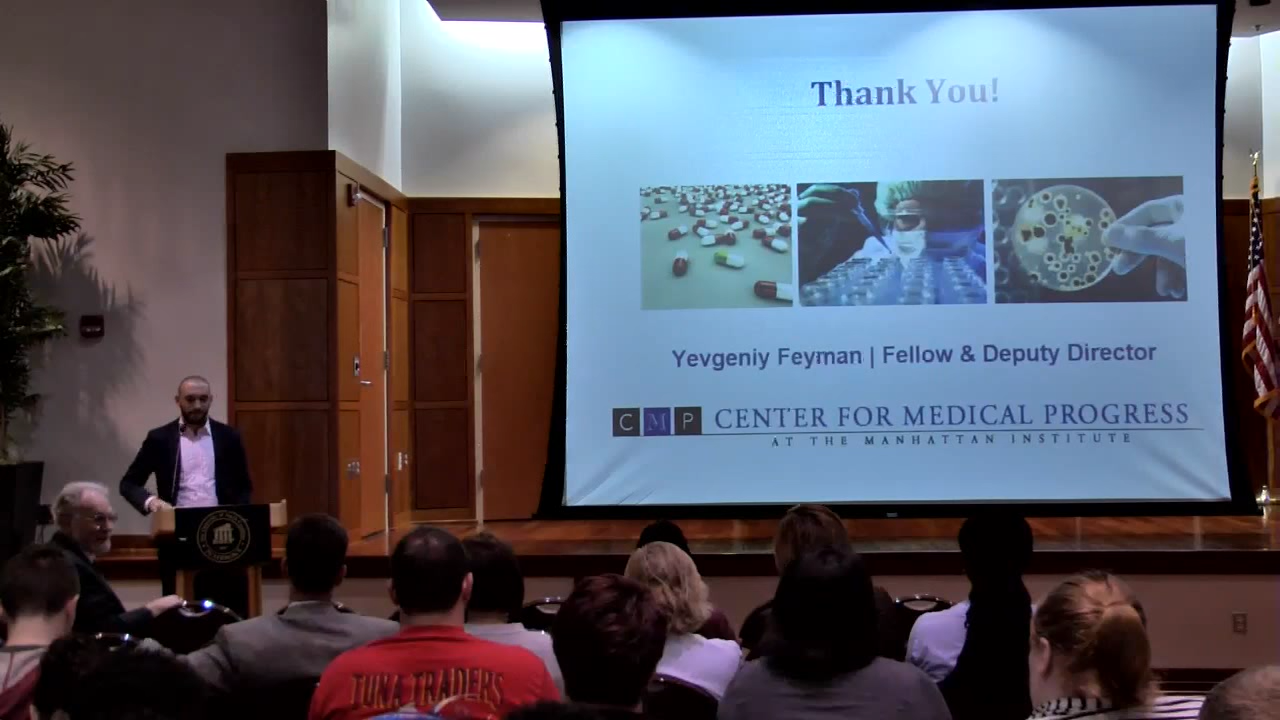 Thank You!
Yevgeniy Feyman | Fellow & Deputy Director
CMP CENTER FOR MEDICAL PROGRESS
AT THE MANHATTAN INSTITUTE
TUNA TRADERS